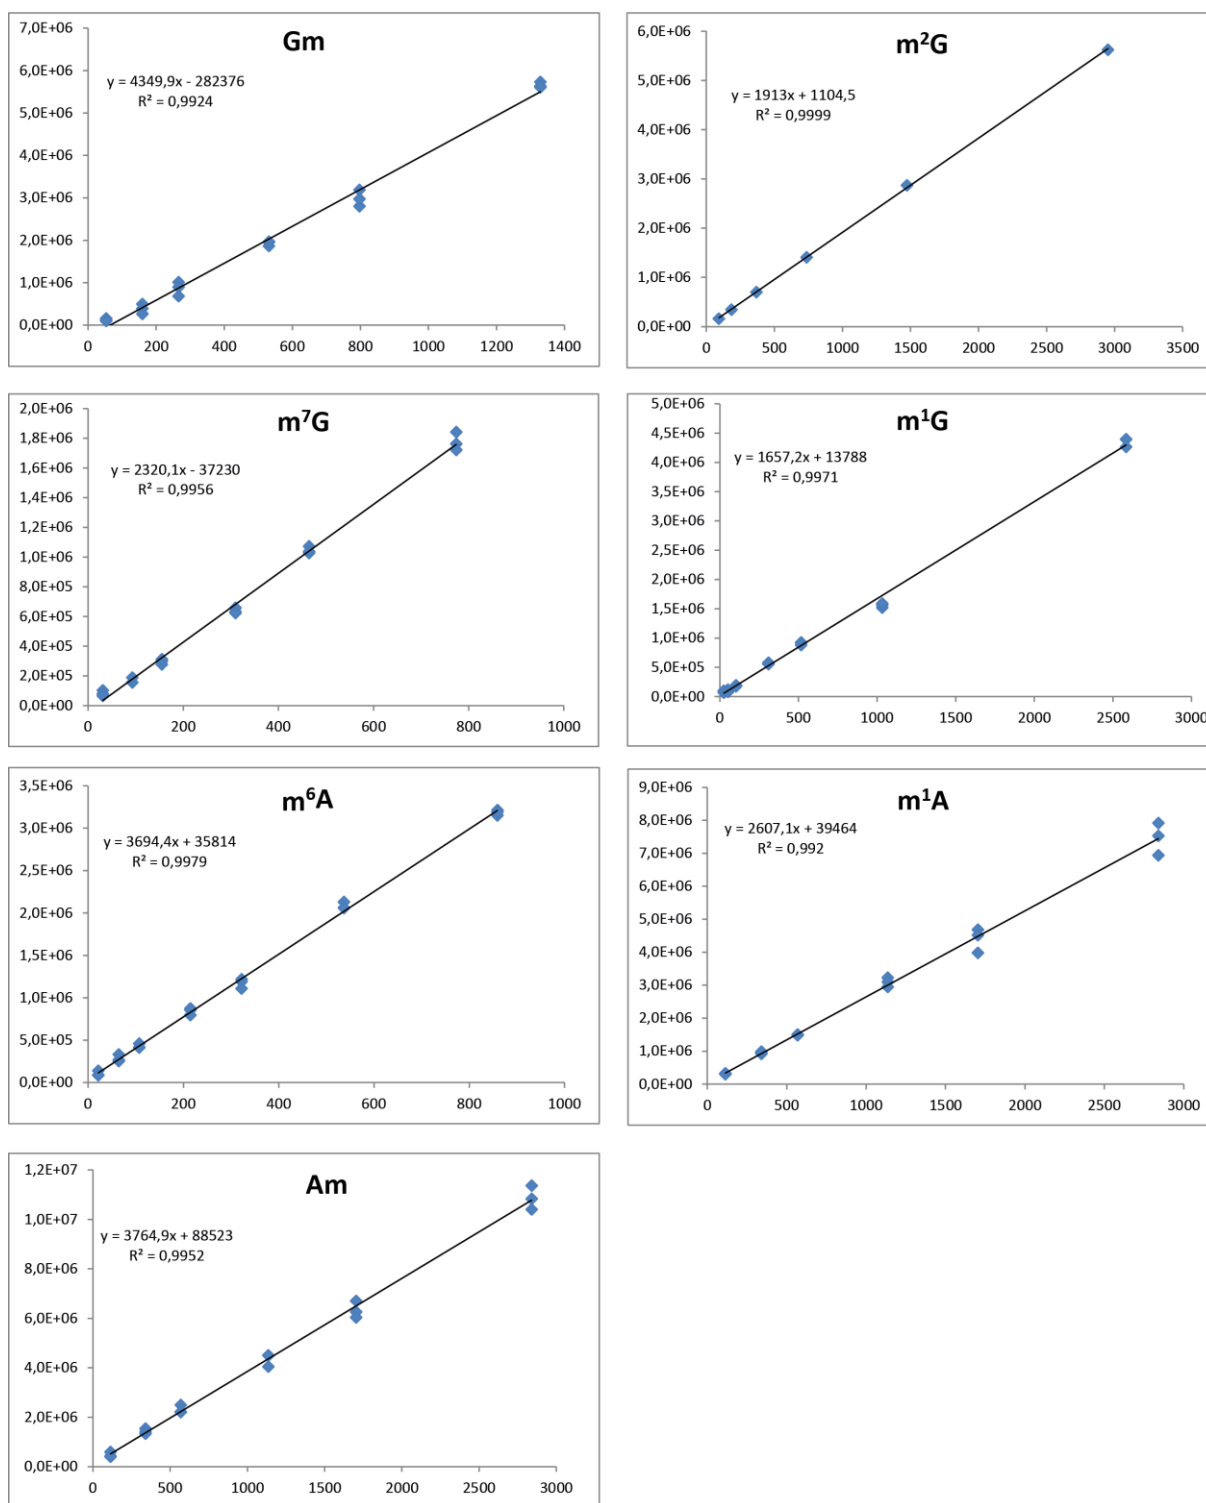 Gm
y = 4349,9x - 282376
R² = 0,9924
7,0E+06
6,0E+06
5,0E+06
4,0E+06
3,0E+06
2,0E+06
1,0E+06
0,0E+00
0 200 400 600 800 1000 1200 1400
m²G
y = 1913x + 1104,5
R² = 0,9999
6,0E+06
5,0E+06
4,0E+06
3,0E+06
2,0E+06
1,0E+06
0,0E+00
0 500 1000 1500 2000 2500 3000 3500
m⁷G
y = 2320,1x - 37230
R² = 0,9956
2,0E+06
1,8E+06
1,6E+06
1,4E+06
1,2E+06
1,0E+06
8,0E+05
6,0E+05
4,0E+05
2,0E+05
0,0E+00
0 200 400 600 800 1000
m¹G
y = 1657,2x + 13788
R² = 0,9971
5,0E+06
4,5E+06
4,0E+06
3,5E+06
3,0E+06
2,5E+06
2,0E+06
1,5E+06
1,0E+06
5,0E+05
0,0E+00
0 500 1000 1500 2000 2500 3000
m⁶A
y = 3694,4x + 35814
R² = 0,9979
3,5E+06
3,0E+06
2,5E+06
2,0E+06
1,5E+06
1,0E+06
5,0E+05
0,0E+00
0 200 400 600 800 1000
m¹A
y = 2607,1x + 39464
R² = 0,992
9,0E+06
8,0E+06
7,0E+06
6,0E+06
5,0E+06
4,0E+06
3,0E+06
2,0E+06
1,0E+06
0,0E+00
0 500 1000 1500 2000 2500 3000
Am
y = 3764,9x + 88523
R² = 0,9952
1,2E+07
1,0E+07
8,0E+06
6,0E+06
4,0E+06
2,0E+06
0,0E+00
0 500 1000 1500 2000 2500 3000